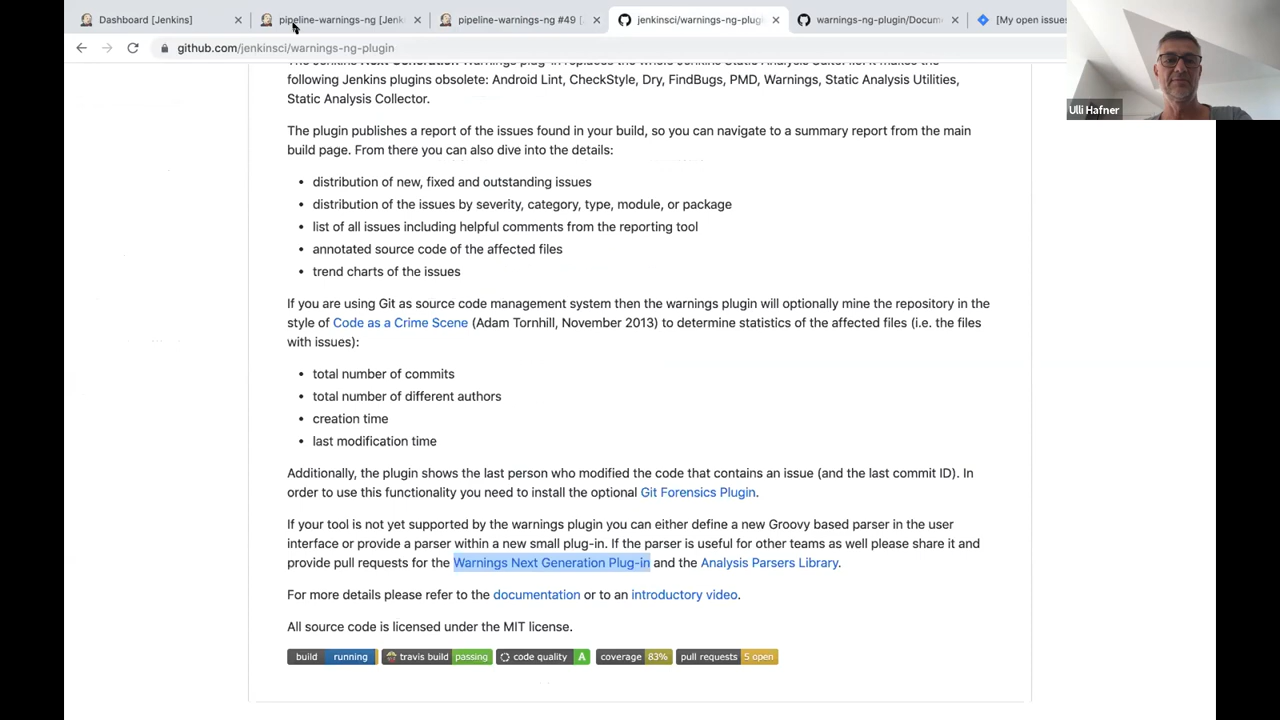 Dashboard [Jenkins]
pipeline-warnings-ng [Jenk
pipeline-warnings-ng #49 [
jenkinsci/warnings-ng-plugi
warnings-ng-plugin/Docum
[My open issues
github.com/jenkinsci/warnings-ng-plugin
Ulli Hafner
The Jenkins Next Generation Warnings plug-in replaces the whole Jenkins Static Analysis Suite. It makes the
following Jenkins plugins obsolete: Android Lint, CheckStyle, Dry, FindBugs, PMD, Warnings, Static Analysis Utilities,
Static Analysis Collector.
The plugin publishes a report of the issues found in your build, so you can navigate to a summary report from the main
build page. From there you can also dive into the details:
• distribution of new, fixed and outstanding issues
• distribution of the issues by severity, category, type, module, or package
• list of all issues including helpful comments from the reporting tool
• annotated source code of the affected files
• trend charts of the issues
If you are using Git as source code management system then the warnings plugin will optionally mine the repository in the
style of Code as a Crime Scene (Adam Tornhill, November 2013) to determine statistics of the affected files (i.e. the files
with issues):
• total number of commits
• total number of different authors
• creation time
• last modification time
Additionally, the plugin shows the last person who modified the code that contains an issue (and the last commit ID). In
order to use this functionality you need to install the optional Git Forensics Plugin.
If your tool is not yet supported by the warnings plugin you can either define a new Groovy based parser in the user
interface or provide a parser within a new small plug-in. If the parser is useful for other teams as well please share it and
provide pull requests for the Warnings Next Generation Plug-in and the Analysis Parsers Library.
For more details please refer to the documentation or to an introductory video.
All source code is licensed under the MIT license.
build running travis build passing code quality A coverage 83% pull requests 5 open